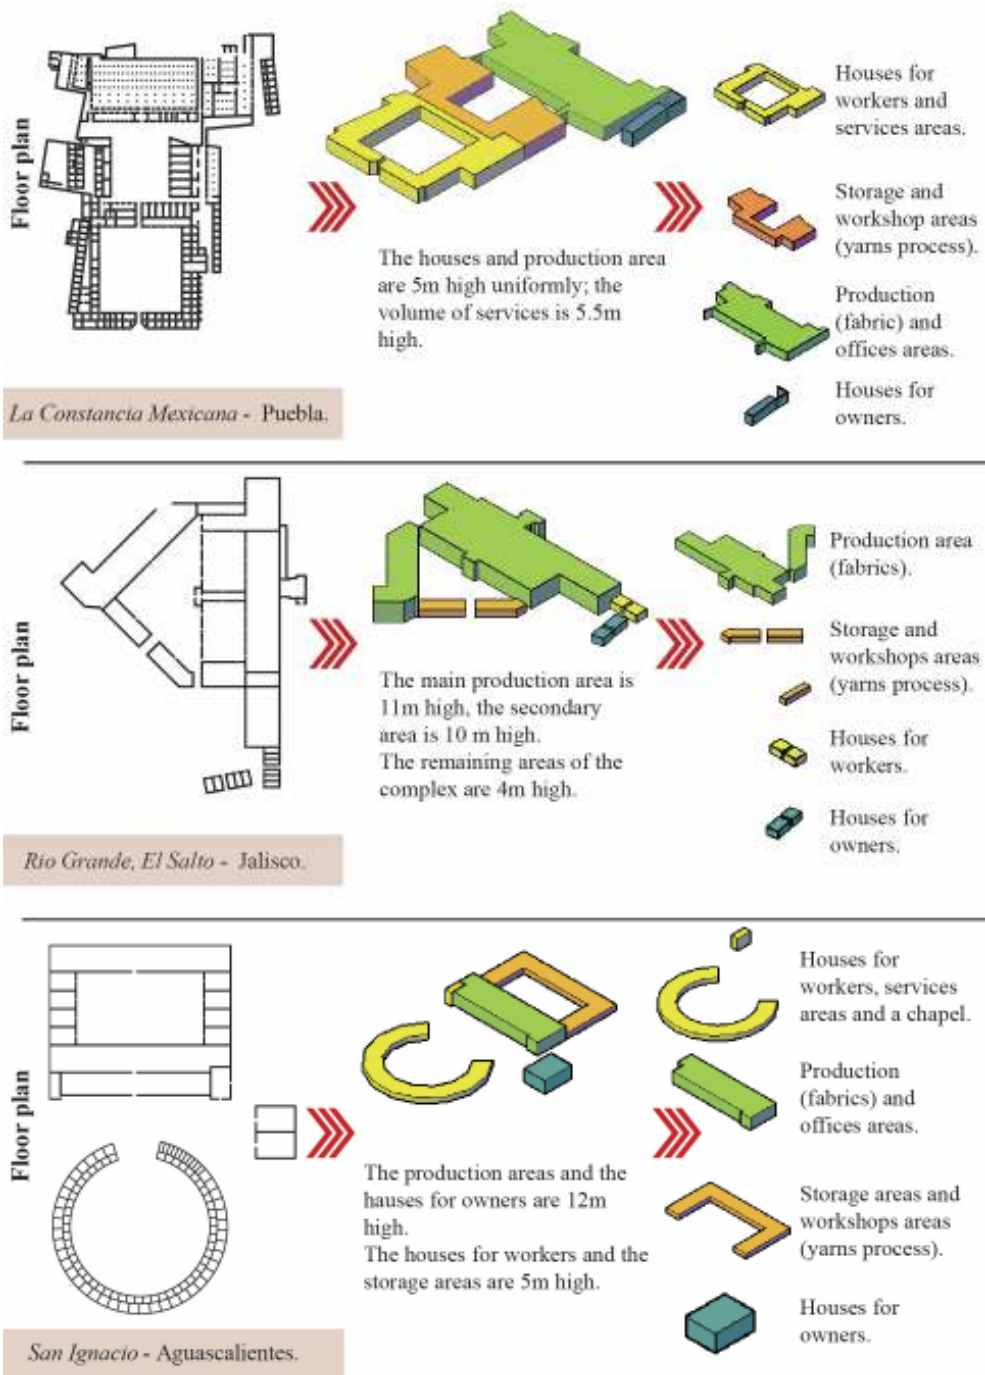 Floor plan
The houses and production area
are 5m high uniformly; the
volume of services is 5.5m
high.
Houses for
workers and
services areas.
Storage and
workshop areas
(yarns process).
Production
(fabric) and
offices areas.
Houses for
owners.
La Constancia Mexicana - Puebla.
Floor plan
The main production area is
11m high, the secondary
area is 10 m high.
The remaining areas of the
complex are 4m high.
Production area
(fabrics).
Storage and
workshops areas
(yarns process).
Houses for
workers.
Houses for
owners.
Rio Grande, El Salto - Jalisco.
Floor plan
The production areas and the
hauses for owners are 12m
high.
The houses for workers and the
storage areas are 5m high.
Houses for
workers, services
areas and a chapel.
Production
(fabrics) and
offices areas.
Storage areas and
workshops areas
(yarns process).
Houses for
owners.
San Ignacio - Aguascalientes.